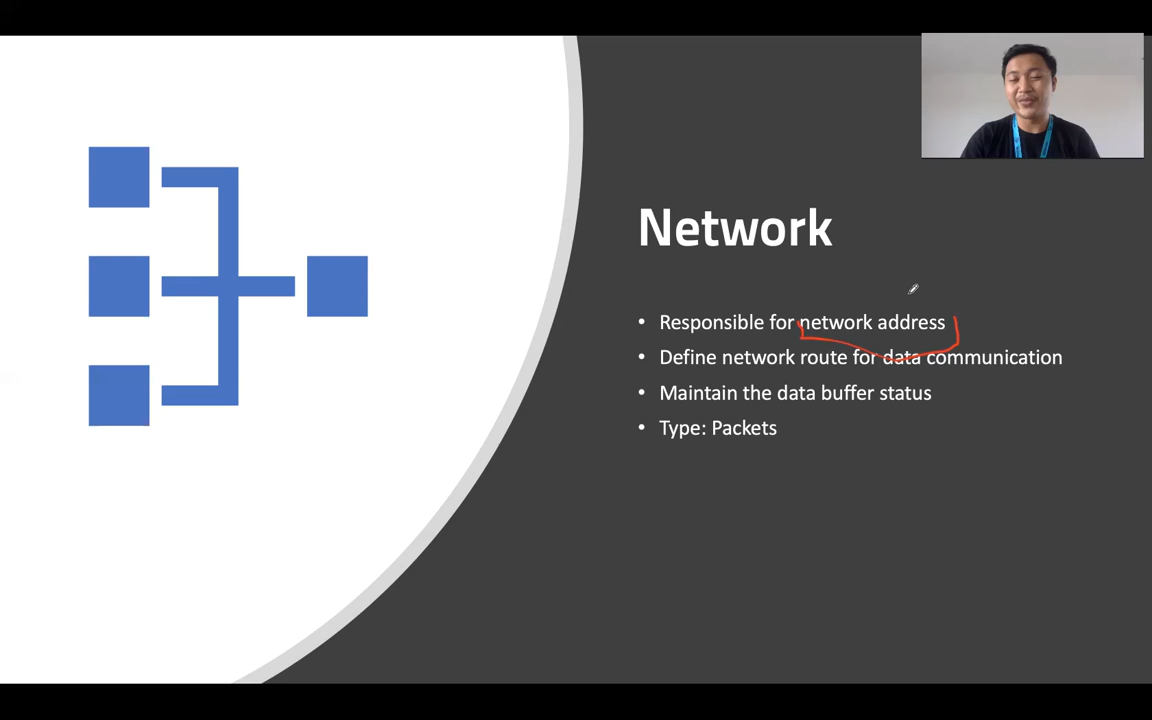 Network
• Responsible for network address
• Define network route for data communication
• Maintain the data buffer status
• Type: Packets